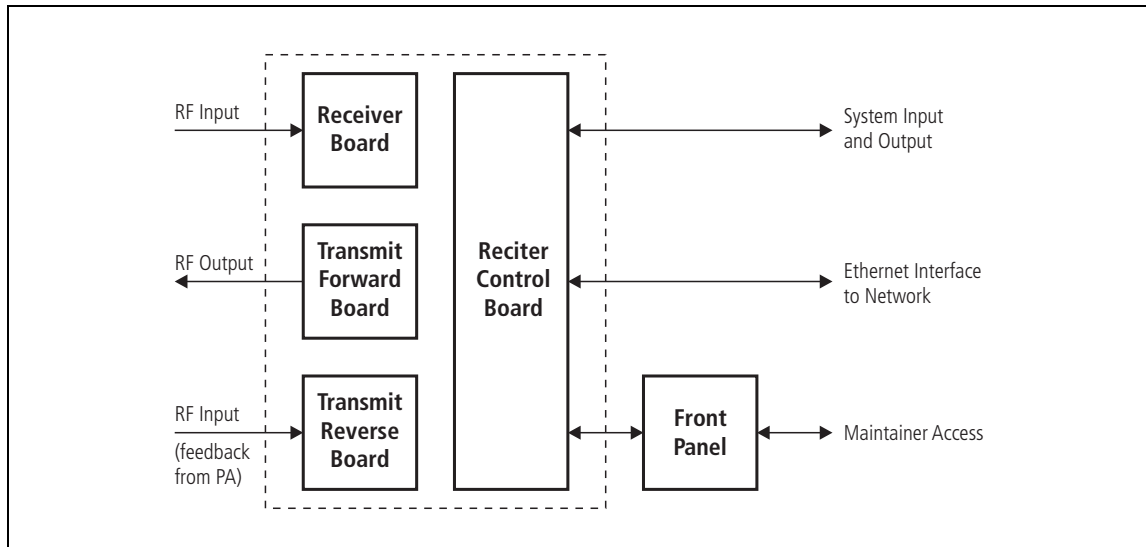 RF Input
Receiver
Board
System Input
and Output
RF Output
Transmit
Forward
Board
Reciter
Control
Board
Ethernet Interface
to Network
RF Input
(feedback
from PA)
Transmit
Reverse
Board
Front
Panel
Maintainer Access